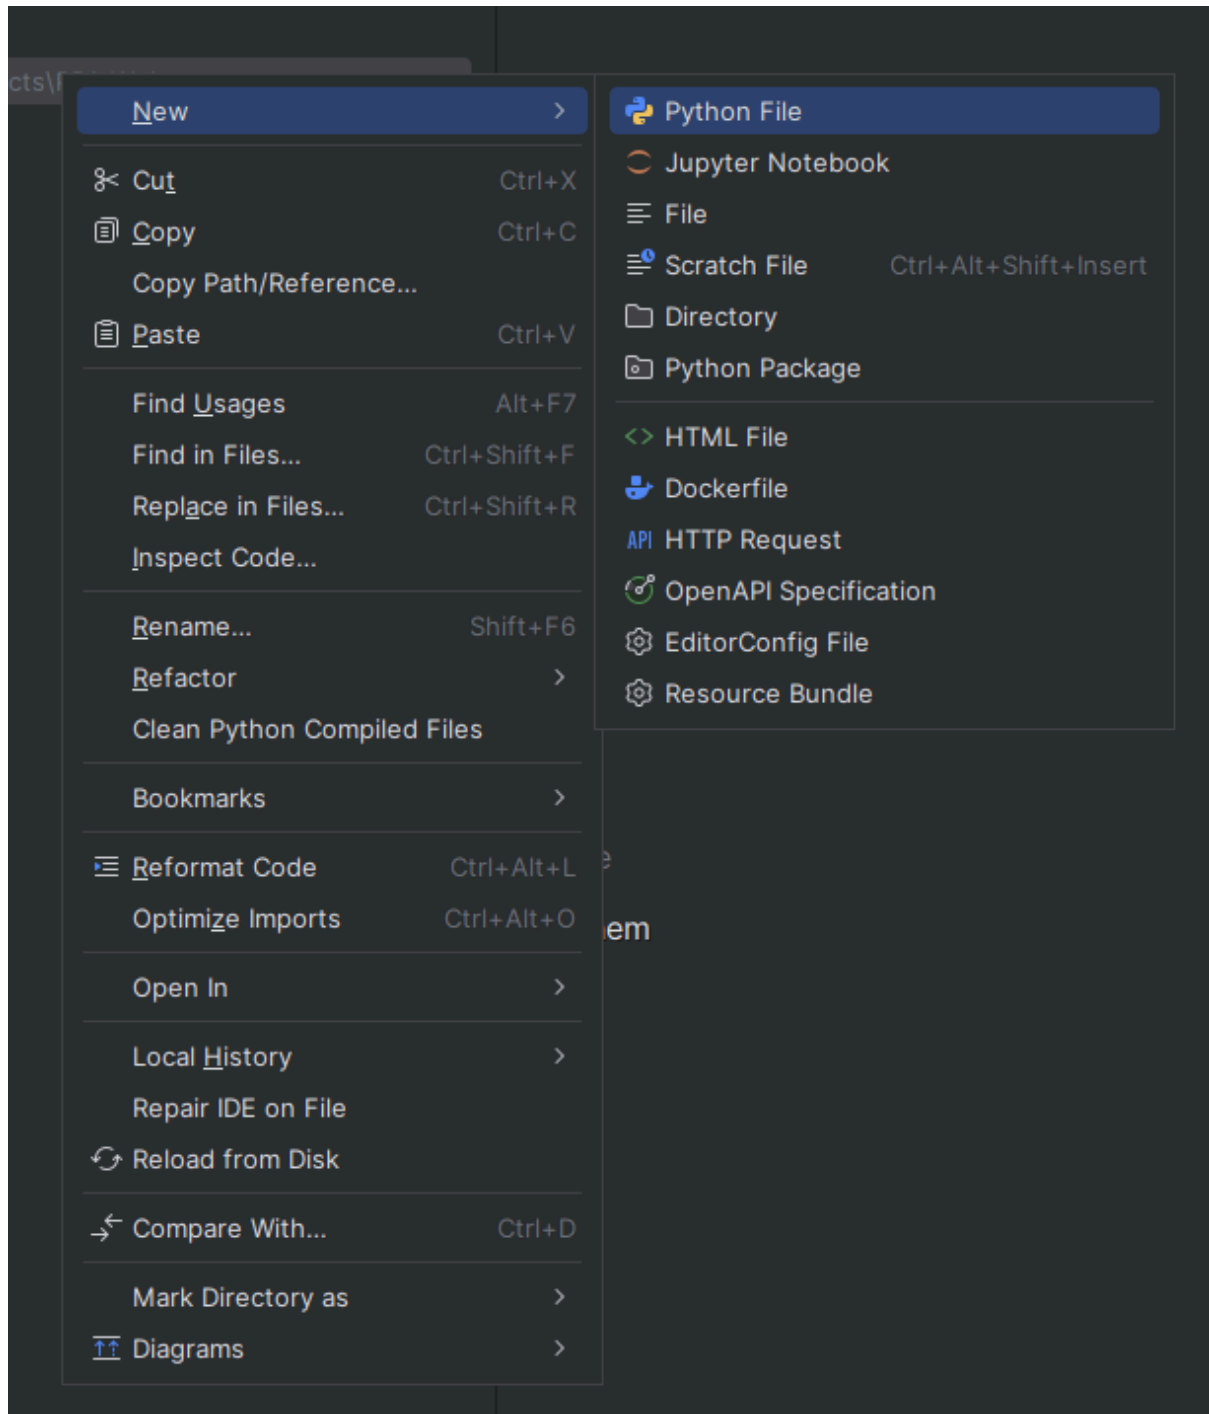 cts\
New
Cut Ctrl+X
Copy Ctrl+C
Copy Path/Reference...
Paste Ctrl+V
Find Usages Alt+F7
Find in Files... Ctrl+Shift+F
Replace in Files... Ctrl+Shift+R
Inspect Code...
Rename... Shift+F6
Refactor
Clean Python Compiled Files
Bookmarks
Reformat Code Ctrl+Alt+L
Optimize Imports Ctrl+Alt+O
Open In
Local History
Repair IDE on File
Reload from Disk
Compare With... Ctrl+D
Mark Directory as
Diagrams
Python File
Jupyter Notebook
File
Scratch File Ctrl+Alt+Shift+Insert
Directory
Python Package
HTML File
Dockerfile
API HTTP Request
OpenAPI Specification
EditorConfig File
Resource Bundle
em